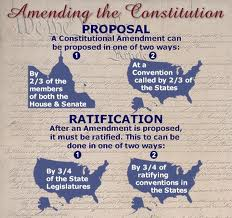 Amending the Constitution
PROPOSAL
A Constitutional Amendment can
be proposed in one of two ways:
1
By
2/3 of the
members
of both the
House & Senate
2
At a
Convention
called by 2/3 of
the States
RATIFICATION
After an Amendment is proposed,
it must be ratified. This to can be
done in one of two ways:
1
By 3/4
of the State
Legislatures
2
By 3/4 of
ratifying
conventions in
the States